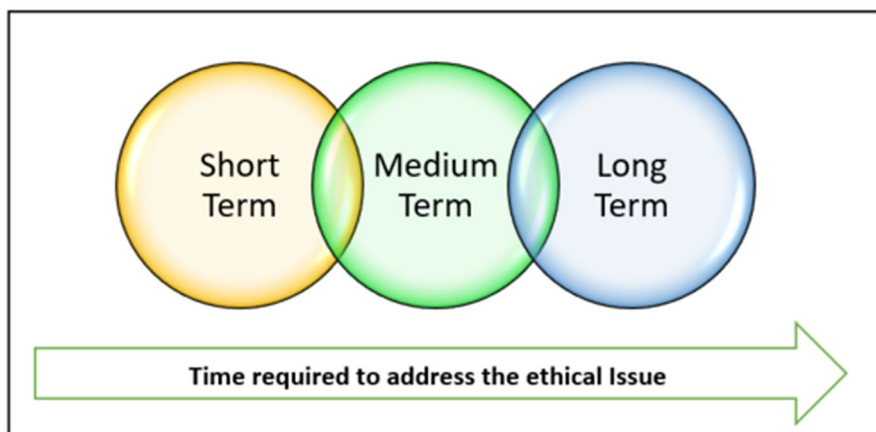 Short
Term
Medium
Term
Long
Term
Time required to address the ethical Issue